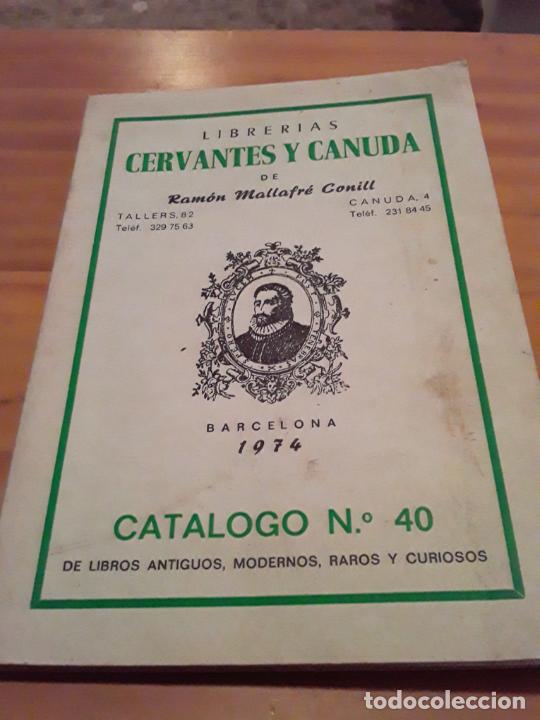 LIBRERIAS
CERVANTES Y CANUDA
DE
Ramón Mallafré Conill
TALLERS, 82
Teléf. 329 75 63
CANUDA, 4
Teléf. 231 84 45
BARCELONA
1974
CATALOGO N.º 40
DE LIBROS ANTIGUOS, MODERNOS, RAROS Y CURIOSOS
todocoleccion